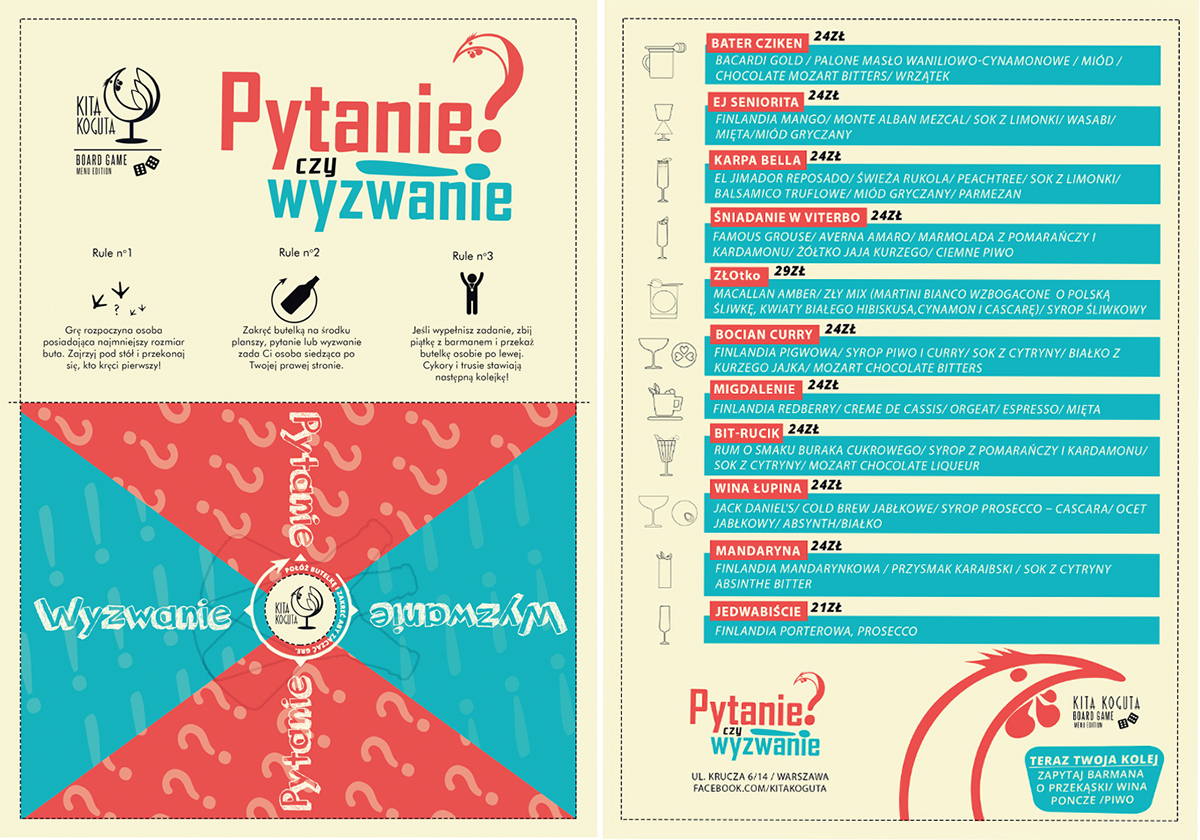 KITA
KOGUTA
BOARD GAME
MENU EDITION
Pytanie?
czy
wyzwanie
Rule nº1
Grę rozpoczyna osoba
posiadająca najmniejszy rozmiar
buta. Zajrzyj pod stół i przekonaj
się, kto kręci pierwszy!
Rule nº2
Zakręć butelką na środku
planszy, pytanie lub wyzwanie
zada Ci osoba siedząca po
Twojej prawej stronie.
Rule nº3
Jeśli wypełnisz zadanie, zbij
piątkę z barmanem i przekaż
butelkę osobie po lewej.
Cykory i trusie stawiają
następną kolejkę!
Pytanie
Wyzwanie
POŁÓŻ BUTELKĘ I ZAKRĘĆ ABY ZACZĄĆ GRĘ.
KITA
KOGUTA
Wyzwanie
Pytanie
BATER CZIKEN 24ZŁ
BACARDI GOLD / PALONE MASŁO WANILIOWO-CYNAMONOWE / MIÓD /
CHOCOLATE MOZART BITTERS/ WRZĄTEK
EJ SENIORITA 24ZŁ
FINLANDIA MANGO/ MONTE ALBAN MEZCAL/ SOK Z LIMONKI/ WASABI/
MIĘTA/MIÓD GRYCZANY
KARPA BELLA 24ZŁ
EL JIMADOR REPOSADO/ ŚWIEŻA RUKOLA/ PEACHTREE/ SOK Z LIMONKI/
BALSAMICO TRUFLOWE/ MIÓD GRYCZANY/ PARMEZAN
ŚNIADANIE W VITERBO 24ZŁ
FAMOUS GROUSE/ AVERNA AMARO/ MARMOLADA Z POMARAŃCZY I
KARDAMONU/ ŻÓŁTKO JAJA KURZEGO/ CIEMNE PIWO
ZŁOtko 29ZŁ
MACALLAN AMBER/ ZŁY MIX (MARTINI BIANCO WZBOGACONE O POLSKĄ
ŚLIWKĘ, KWIATY BIAŁEGO HIBISKUSA,CYNAMON I CASCARĘ)/ SYROP ŚLIWKOWY
BOCIAN CURRY 24ZŁ
FINLANDIA PIGWOWA/ SYROP PIWO I CURRY/ SOK Z CYTRYNY/ BIAŁKO Z
KURZEGO JAJKA/ MOZART CHOCOLATE BITTERS
MIGDALENIE 24ZŁ
FINLANDIA REDBERRY/ CREME DE CASSIS/ ORGEAT/ ESPRESSO/ MIĘTA
BIT-RUCIK 24ZŁ
RUM O SMAKU BURAKA CUKROWEGO/ SYROP Z POMARAŃCZY I KARDAMONU/
SOK Z CYTRYNY/ MOZART CHOCOLATE LIQUEUR
WINA ŁUPINA 24ZŁ
JACK DANIEL'S/ COLD BREW JABŁKOWE/ SYROP PROSECCO – CASCARA/ OCET
JABŁKOWY/ ABSYNTH/BIAŁKO
MANDARYNA 24ZŁ
FINLANDIA MANDARYNKOWA / PRZYSMAK KARAIBSKI / SOK Z CYTRYNY
ABSINTHE BITTER
JEDWABIŚCIE 21ZŁ
FINLANDIA PORTEROWA, PROSECCO
Pytanie?
czy
wyzwanie
UL. KRUCZA 6/14 / WARSZAWA
FACEBOOK.COM/KITAKOGUTA
KITA KOGUTA
BOARD GAME
MENU EDITION
TERAZ TWOJA KOLEJ
ZAPYTAJ BARMANA
O PRZEKĄSKI/ WINA
PONCZE /PIWO